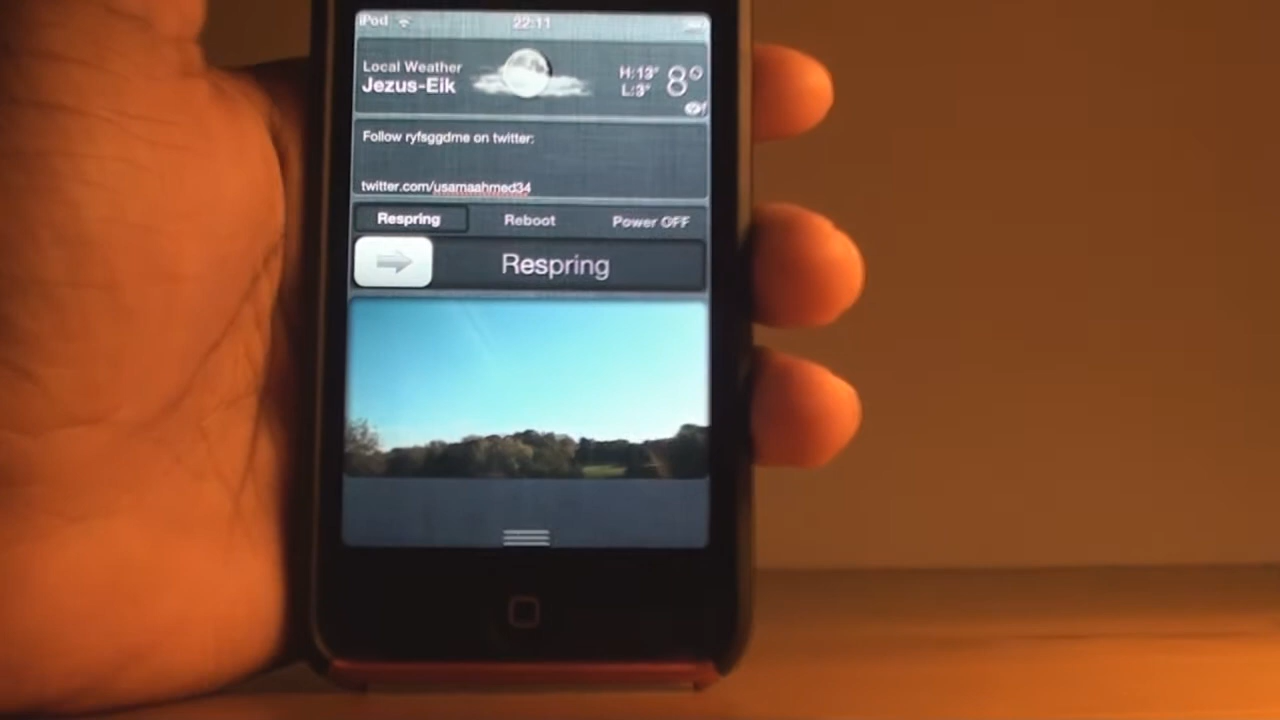 iPod
22:11
Local Weather
Jezus-Eik
H:13°
L:3°
8°
Follow ryfsggdme on twitter:
twitter.com/usamaahmed34
Respring Reboot Power OFF
Respring